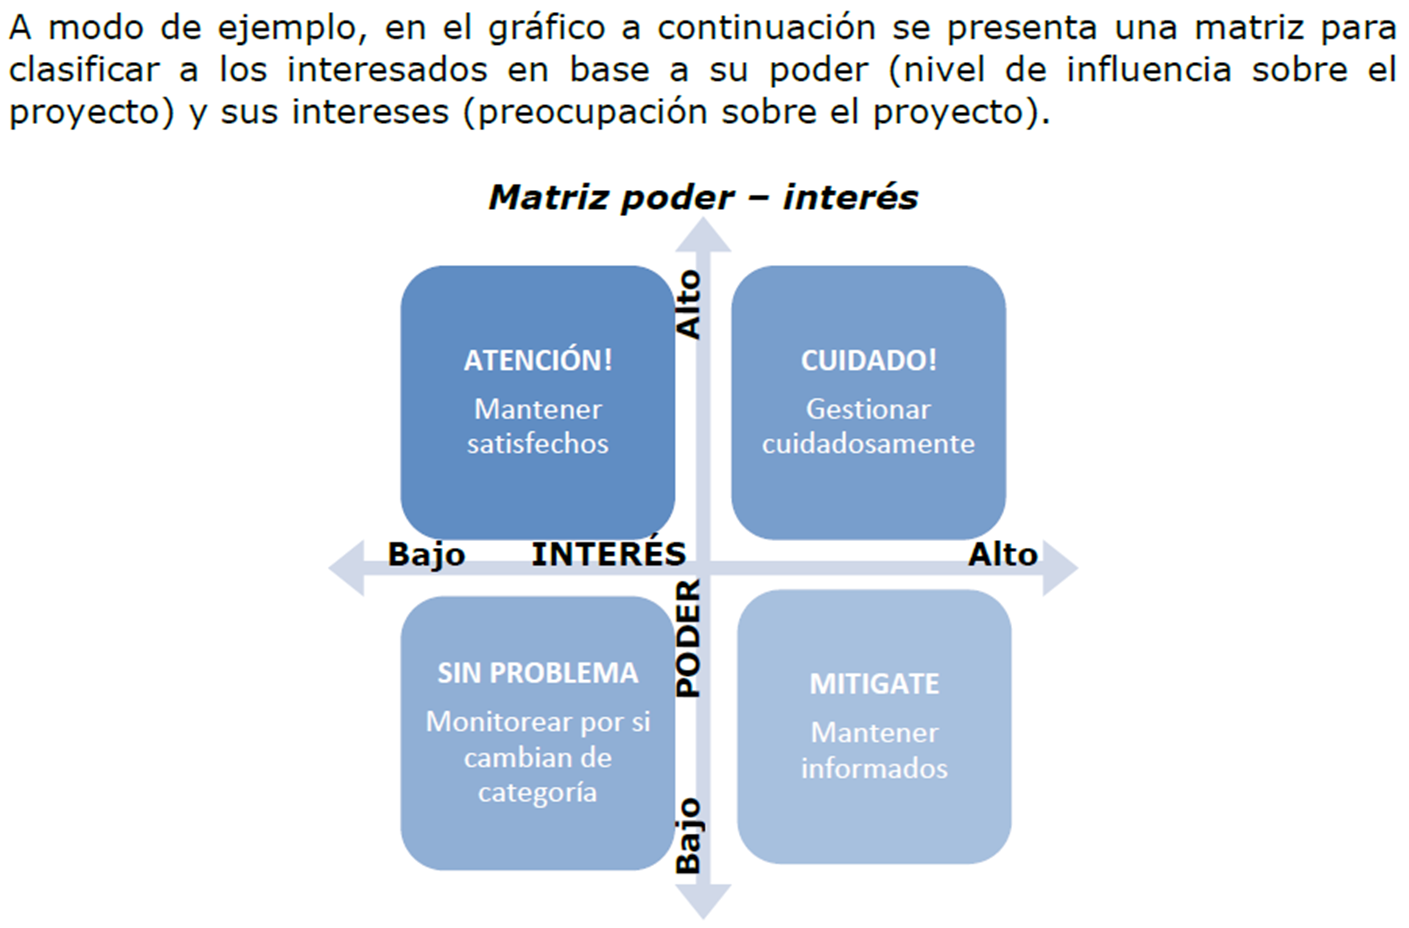 A modo de ejemplo, en el gráfico a continuación se presenta una matriz para
clasificar a los interesados en base a su poder (nivel de influencia sobre el
proyecto) y sus intereses (preocupación sobre el proyecto).
Matriz poder – interés
Alto
ATENCIÓN!
Mantener
satisfechos
CUIDADO!
Gestionar
cuidadosamente
Bajo
INTERÉS
Alto
PODER
SIN PROBLEMA
Monitorear por si
cambian de
categoría
MITIGATE
Mantener
informados
Bajo